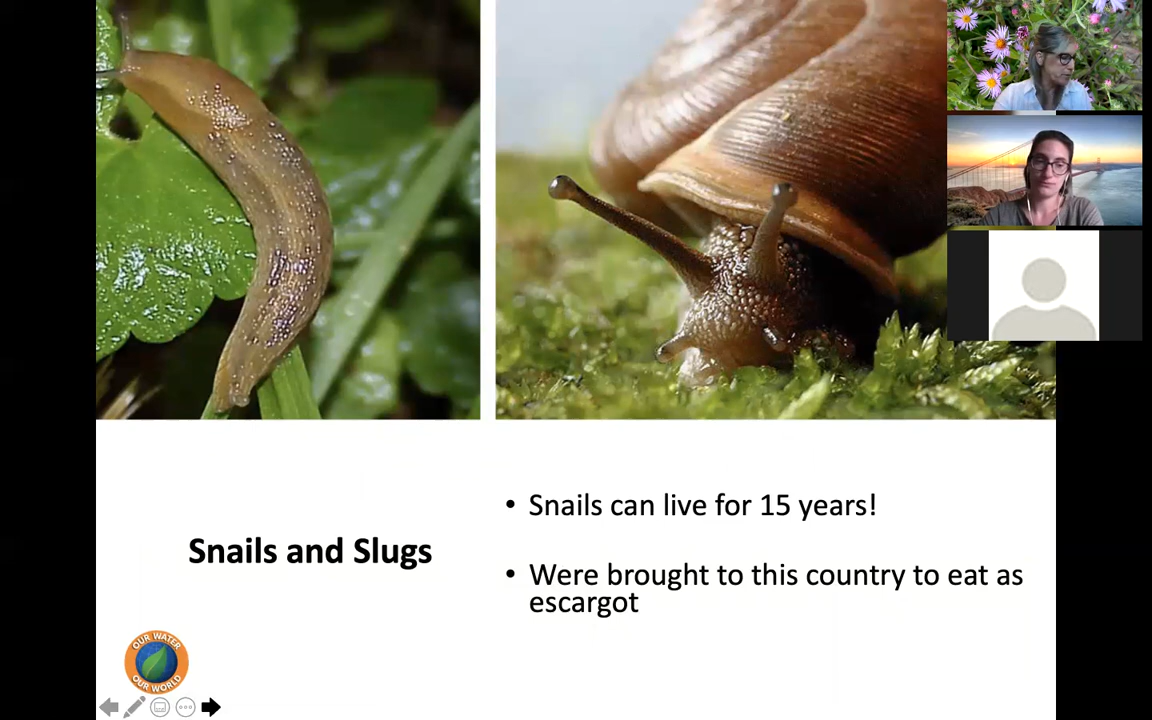 Snails and Slugs
• Snails can live for 15 years!
• Were brought to this country to eat as
escargot
OUR WATER
OUR WORLD